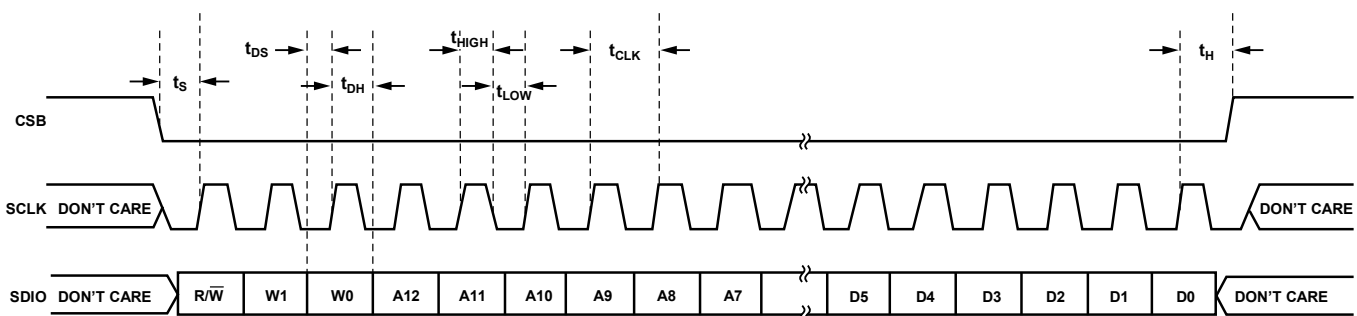 tDS
tHIGH
tCLK
tH
tS
tDH
tLOW
CSB
SCLK DON'T CARE DON'T CARE
SDIO DON'T CARE R/W̅ W1 W0 A12 A11 A10 A9 A8 A7 D5 D4 D3 D2 D1 D0 DON'T CARE